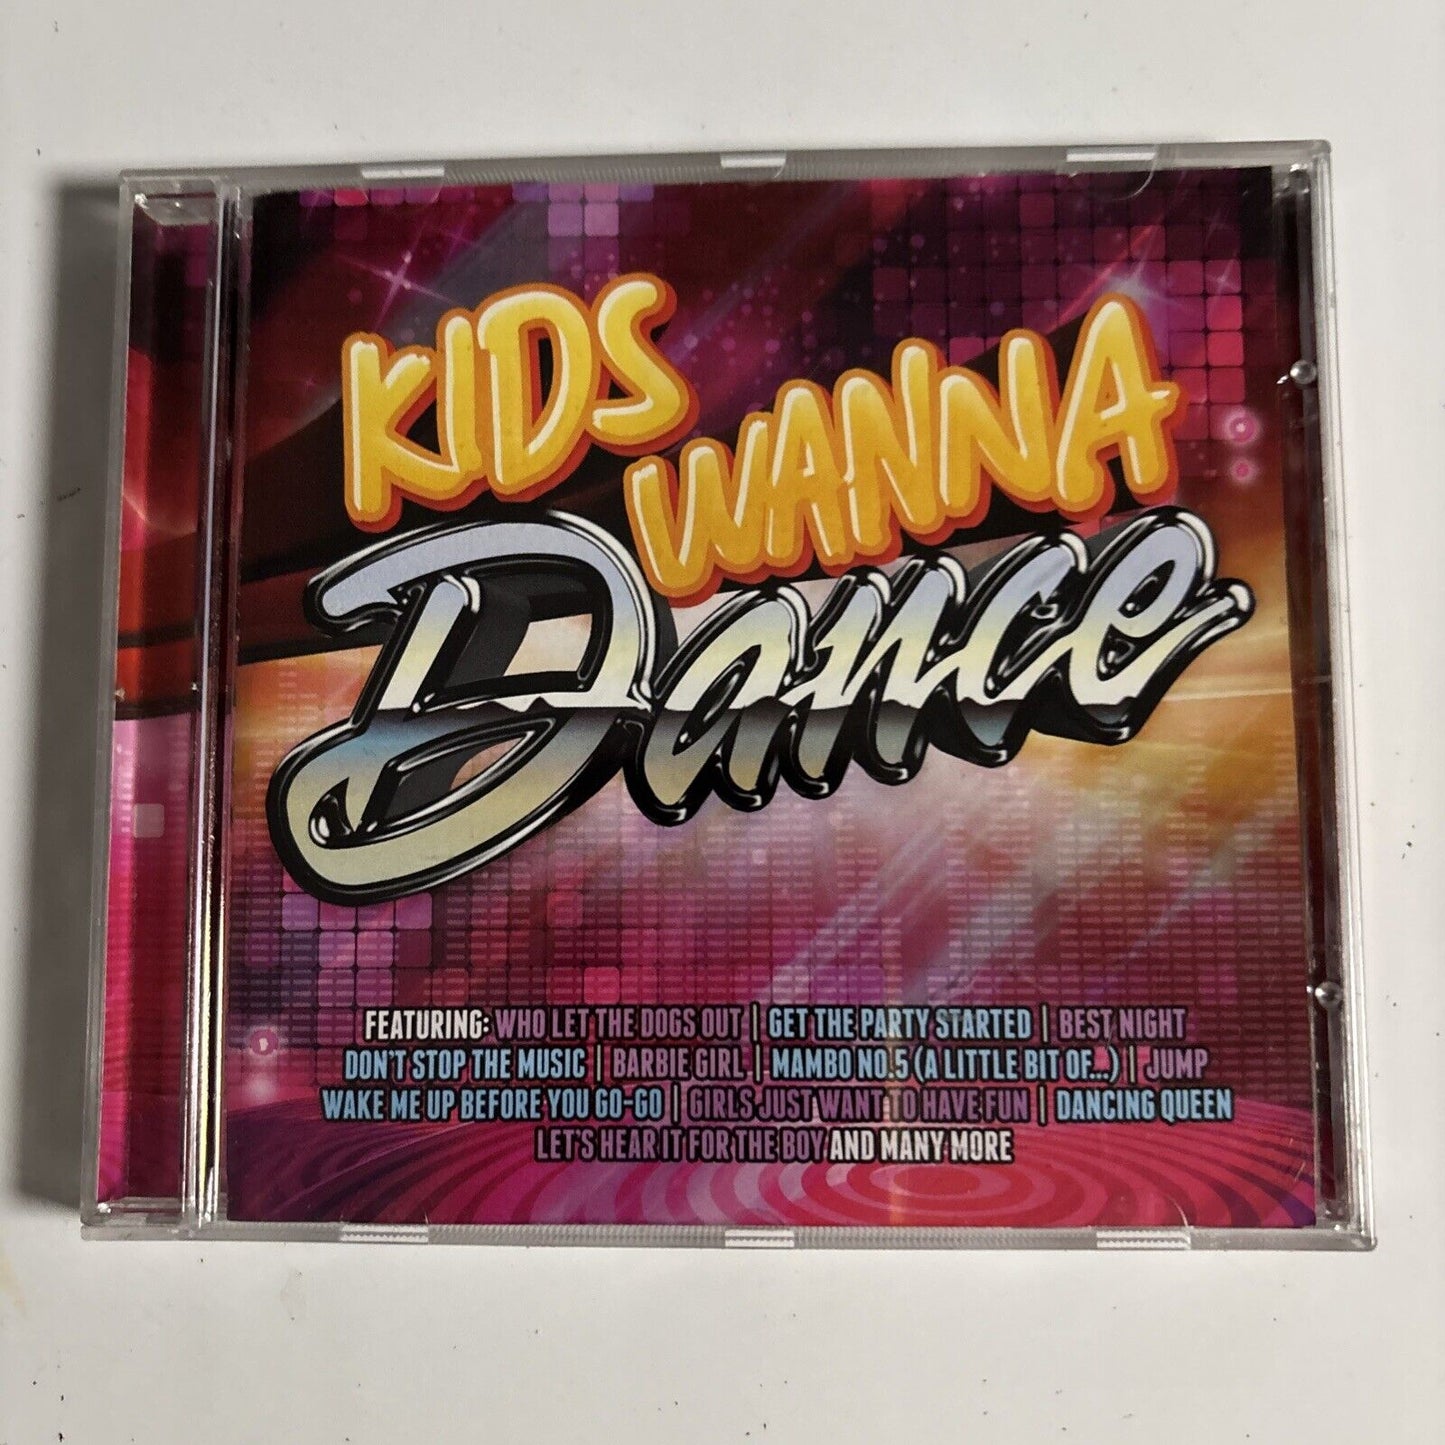 KIDS
WANNA
Dance
FEATURING: WHO LET THE DOGS OUT | GET THE PARTY STARTED | BEST NIGHT
DON'T STOP THE MUSIC | BARBIE GIRL | MAMBO NO.5 (A LITTLE BIT OF...) | JUMP
WAKE ME UP BEFORE YOU GO-GO | GIRLS JUST WANT TO HAVE FUN | DANCING QUEEN
LET'S HEAR IT FOR THE BOY AND MANY MORE